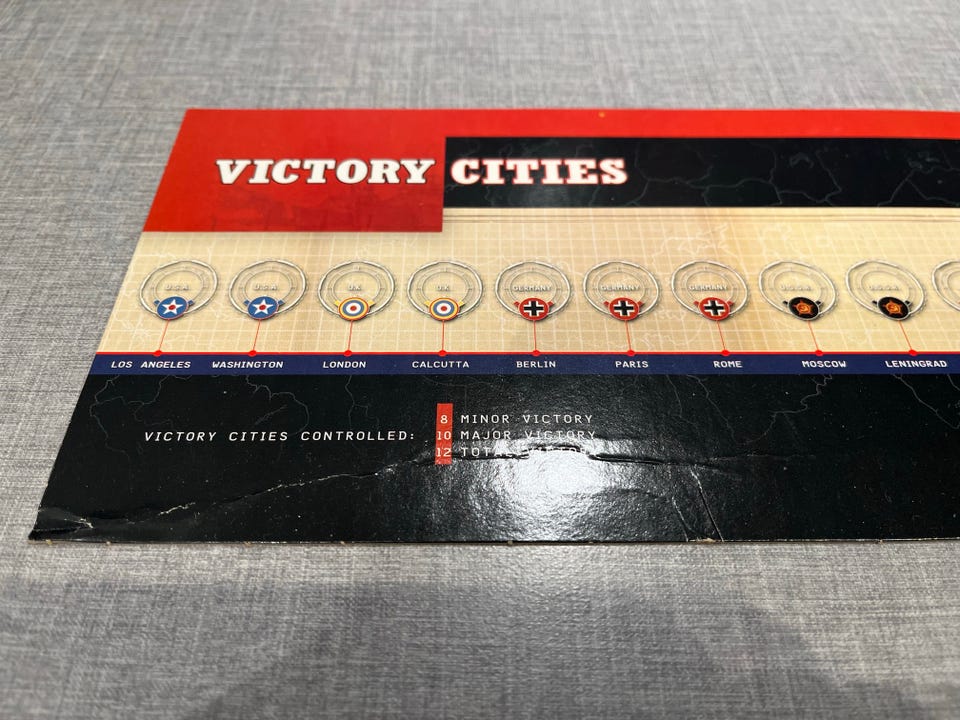 VICTORY CITIES
U.S.A. U.S.A. U.K. U.K. GERMANY GERMANY GERMANY U.S.S.R. U.S.S.R.
LOS ANGELES WASHINGTON LONDON CALCUTTA BERLIN PARIS ROME MOSCOW LENINGRAD
8 MINOR VICTORY
VICTORY CITIES CONTROLLED: 10 MAJOR VICTORY
12 TOTAL VICTORY